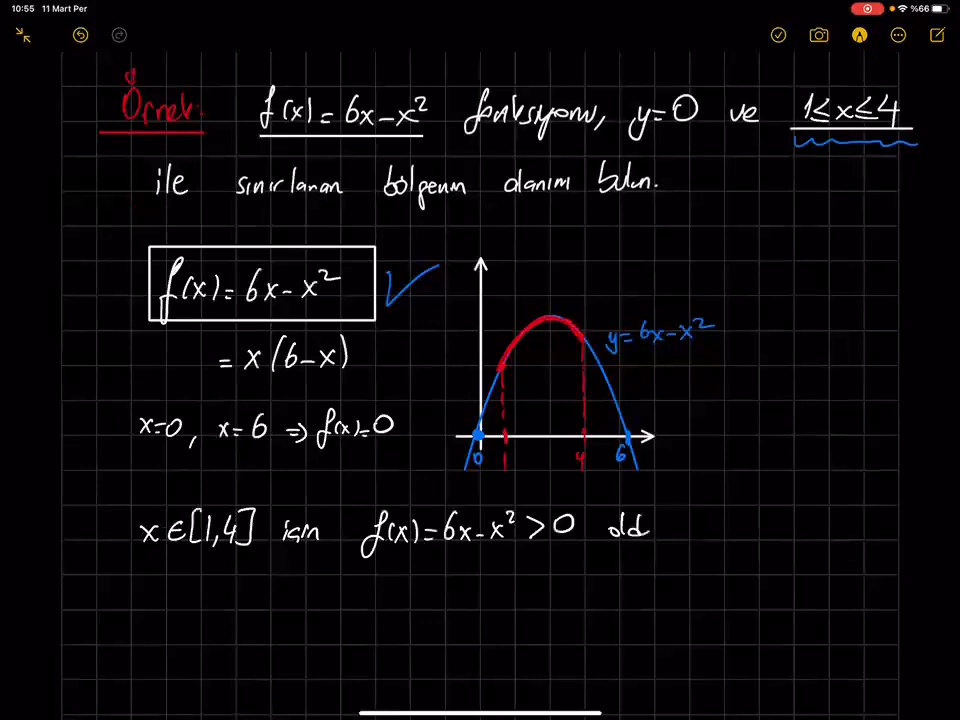 10:55 11 Mart Per %66
Örnek: f(x) = 6x-x² fonksiyonu, y=0 ve 1≤x≤4
ile sınırlanan bölgenin alanını bulun.
f(x) = 6x-x²
= x(6-x)
x=0, x=6 => f(x)=0
y=6x-x²
0 1 4 6
x∈[1,4] için f(x)=6x-x²>0 old